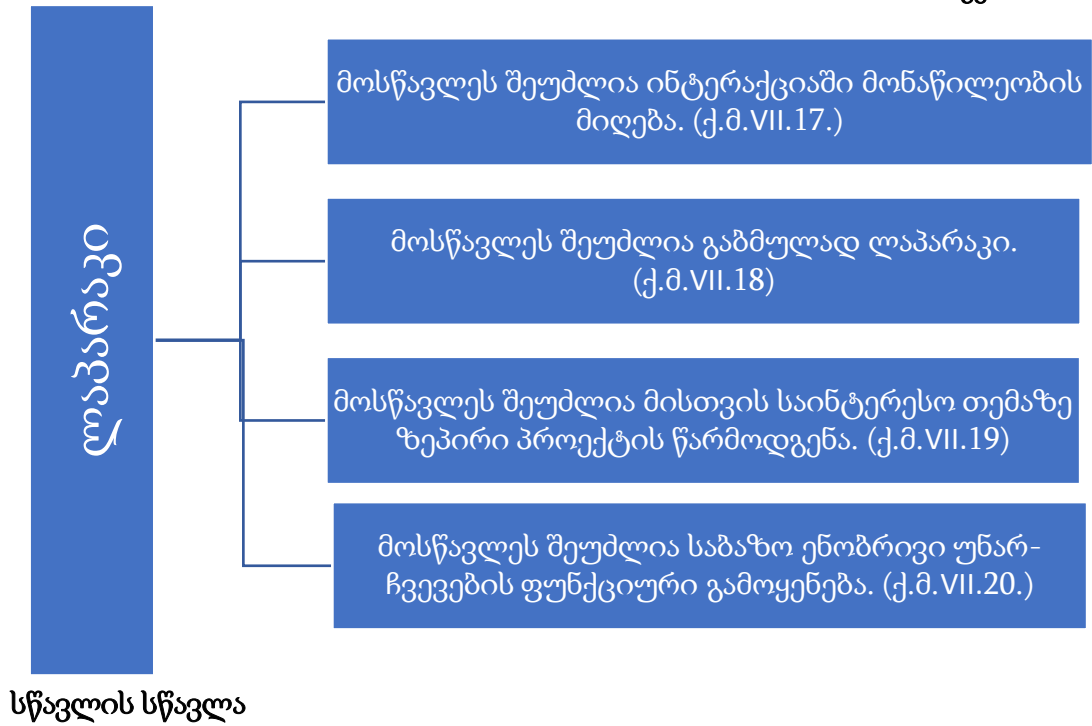 მოსწავლეს შეუძლია ინტერაქციაში მონაწილეობის
მიღება. (ქ.მ.VII.17.)
ლაპარაკი
მოსწავლეს შეუძლია გაბმულად ლაპარაკი.
(ქ.მ.VII.18)
მოსწავლეს შეუძლია მისთვის საინტერესო თემაზე
ზეპირი პროექტის წარმოდგენა. (ქ.მ.VII.19)
მოსწავლეს შეუძლია საბაზო ენობრივი უნარ-
ჩვევების ფუნქციური გამოყენება. (ქ.მ.VII.20.)
სწავლის სწავლა